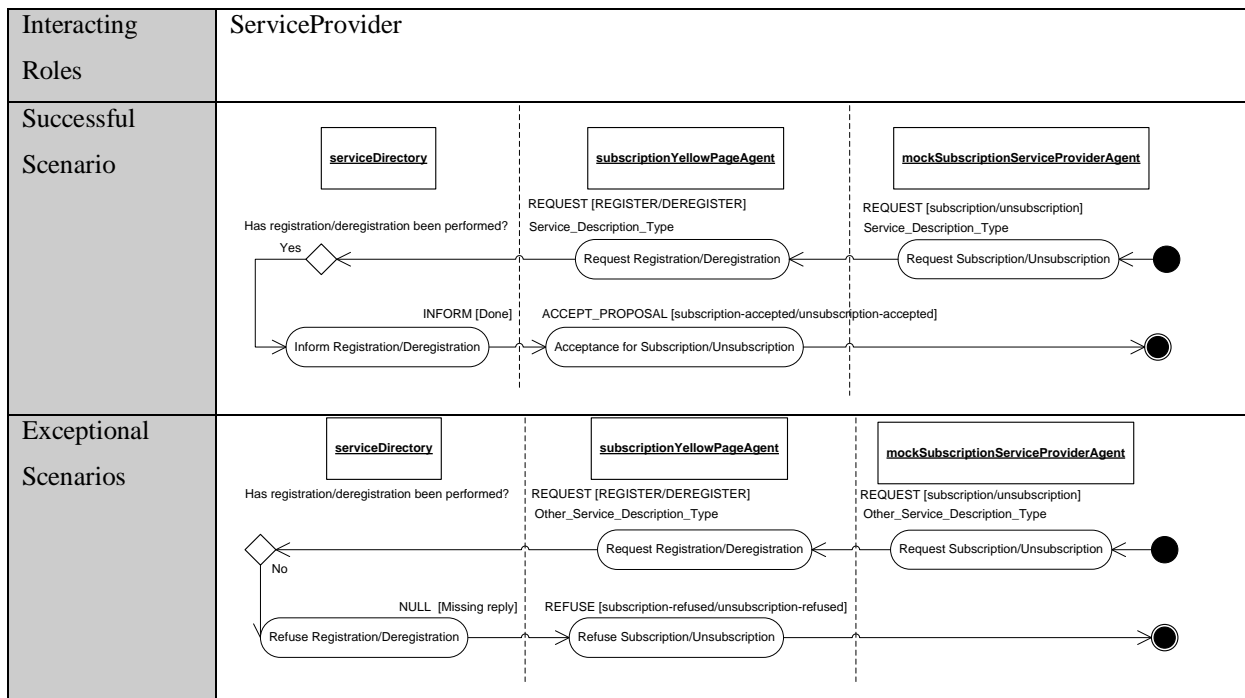 Interacting
Roles
ServiceProvider
Successful
Scenario
serviceDirectory
subscriptionYellowPageAgent
mockSubscriptionServiceProviderAgent
REQUEST [REGISTER/DEREGISTER]
REQUEST [subscription/unsubscription]
Has registration/deregistration been performed?
Service_Description_Type
Service_Description_Type
Yes
Request Registration/Deregistration
Request Subscription/Unsubscription
INFORM [Done]
ACCEPT_PROPOSAL [subscription-accepted/unsubscription-accepted]
Inform Registration/Deregistration
Acceptance for Subscription/Unsubscription
Exceptional
Scenarios
serviceDirectory
subscriptionYellowPageAgent
mockSubscriptionServiceProviderAgent
Has registration/deregistration been performed?
REQUEST [REGISTER/DEREGISTER]
REQUEST [subscription/unsubscription]
Other_Service_Description_Type
Other_Service_Description_Type
Request Registration/Deregistration
Request Subscription/Unsubscription
No
NULL [Missing reply]
REFUSE [subscription-refused/unsubscription-refused]
Refuse Registration/Deregistration
Refuse Subscription/Unsubscription